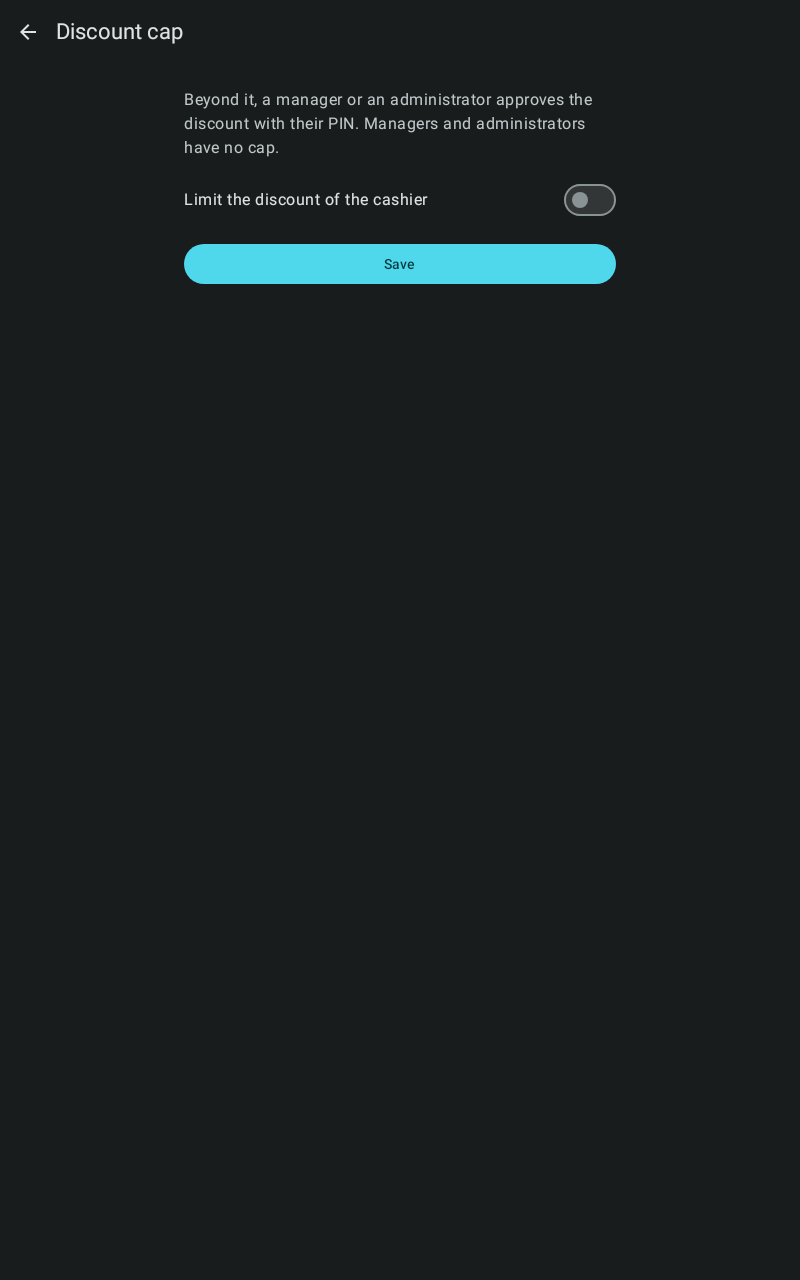 Discount cap
Beyond it, a manager or an administrator approves the
discount with their PIN. Managers and administrators
have no cap.
Limit the discount of the cashier
Save